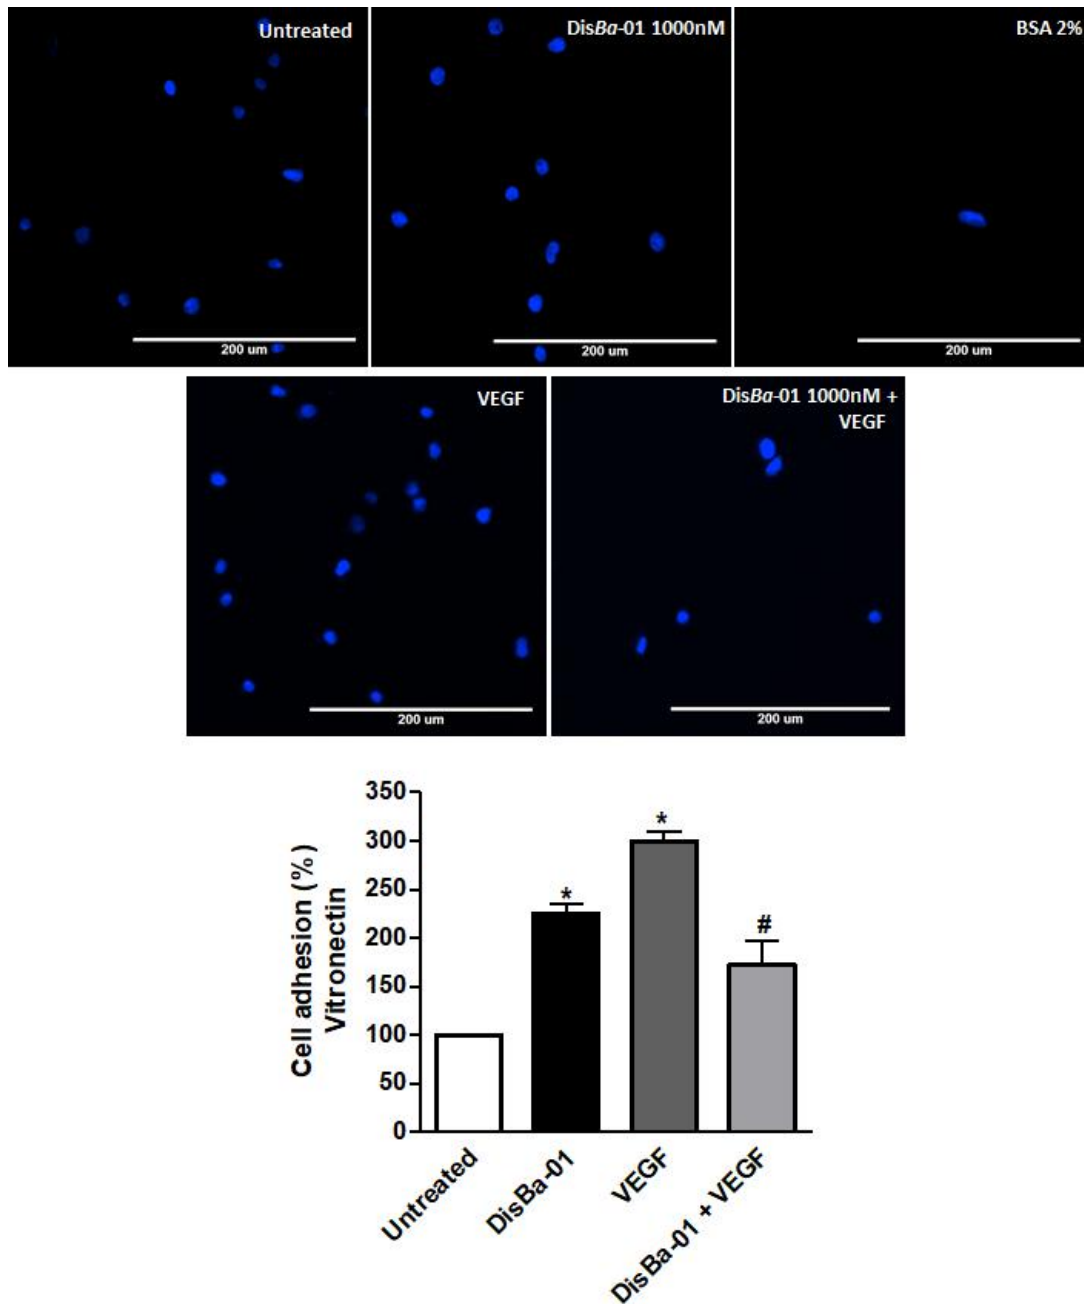 Untreated
DisBa-01 1000nM
BSA 2%
200 um
200 um
200 um
VEGF
DisBa-01 1000nM +
VEGF
200 um
200 um
Cell adhesion (%)
Vitronectin
350
300
250
200
150
100
50
0
*
*
#
Untreated
DisBa-01
VEGF
DisBa-01 + VEGF